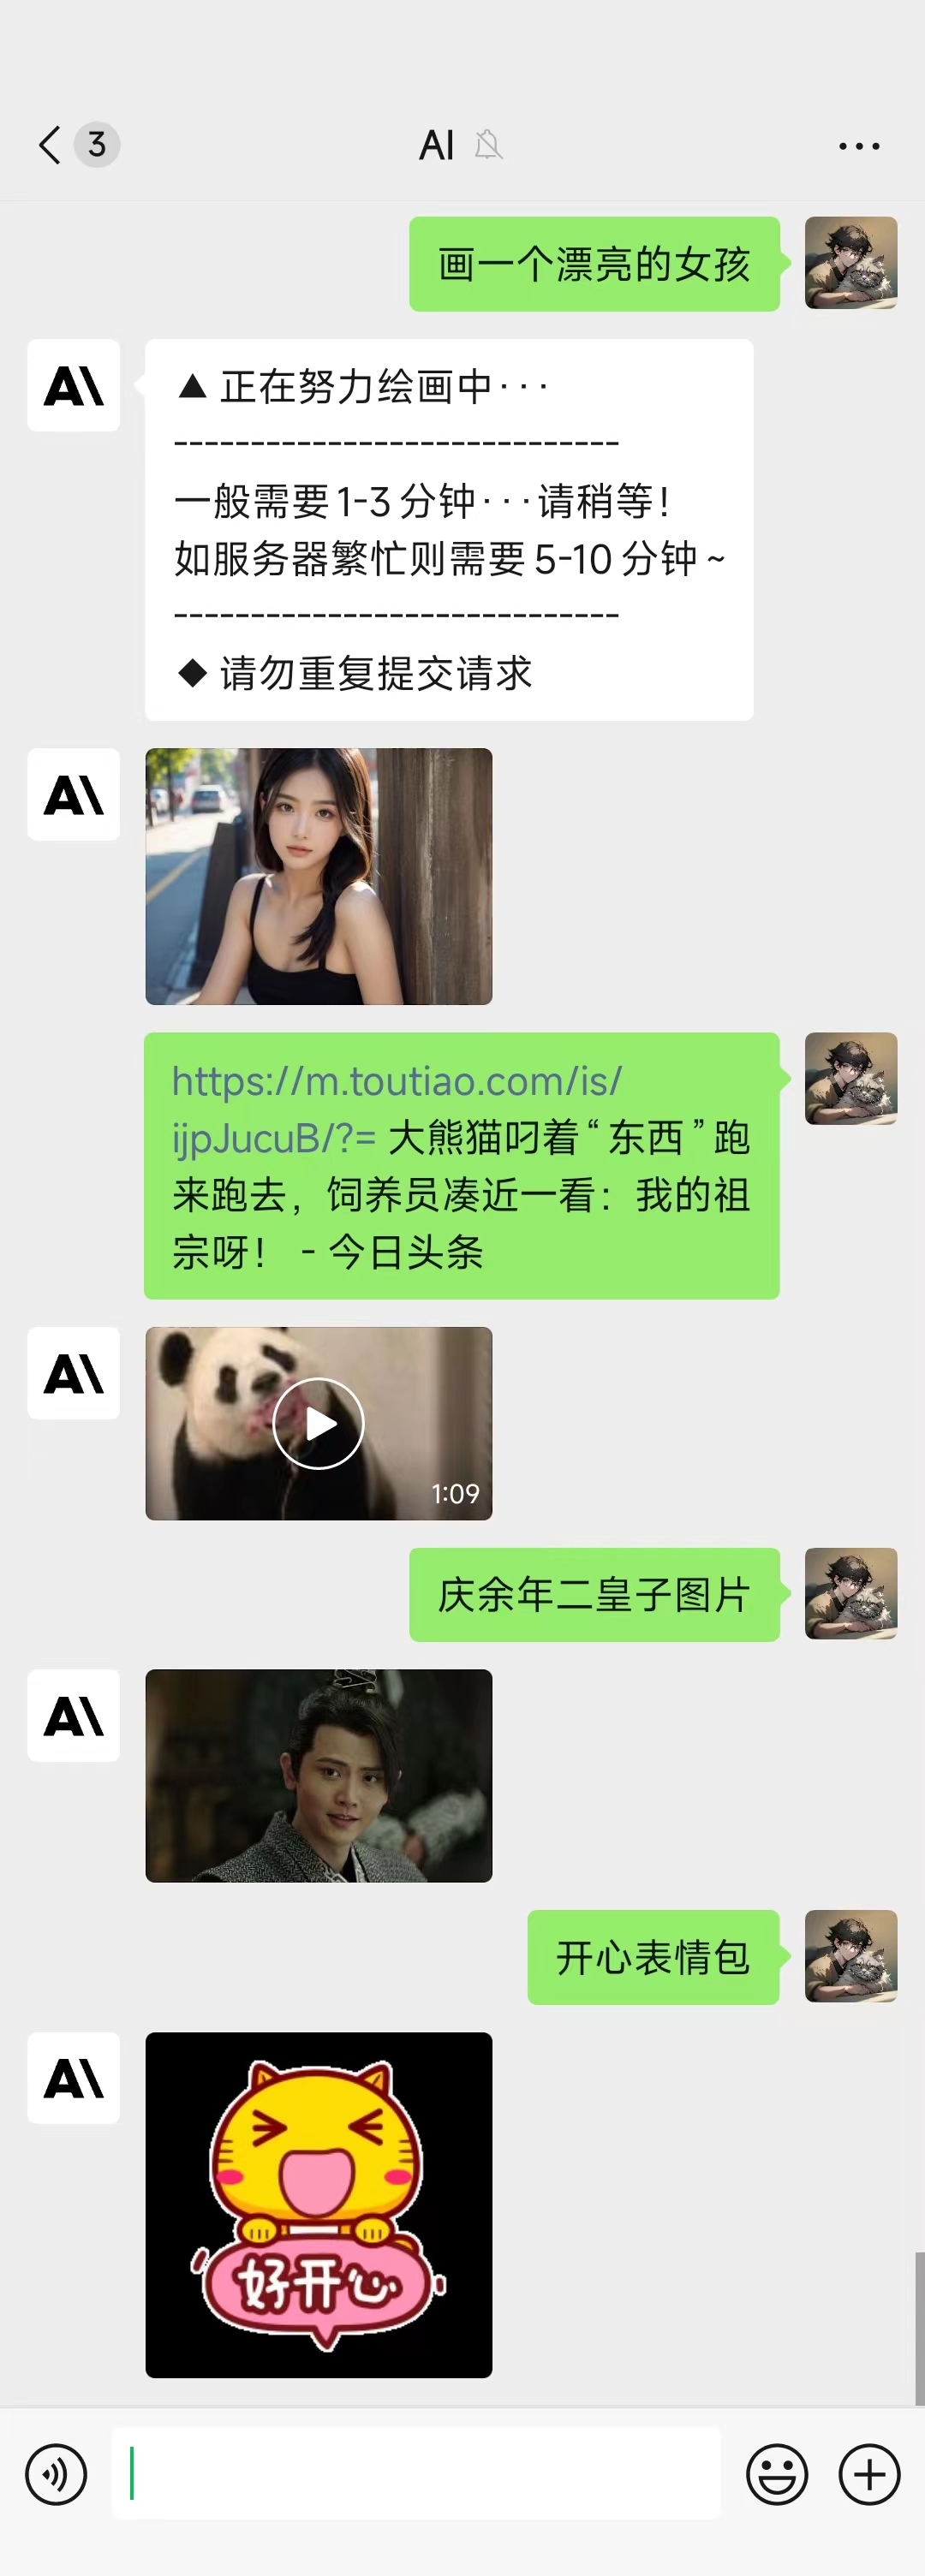 3
AI
画一个漂亮的女孩
A\
▲ 正在努力绘画中···
-----------------------------
一般需要 1-3 分钟···请稍等！
如服务器繁忙则需要 5-10 分钟 ~
-----------------------------
◆ 请勿重复提交请求
A\
https://m.toutiao.com/is/
ijpJucuB/?= 大熊猫叼着“东西”跑
来跑去，饲养员凑近一看：我的祖
宗呀！ - 今日头条
A\
1:09
庆余年二皇子图片
A\
开心表情包
A\
好开心